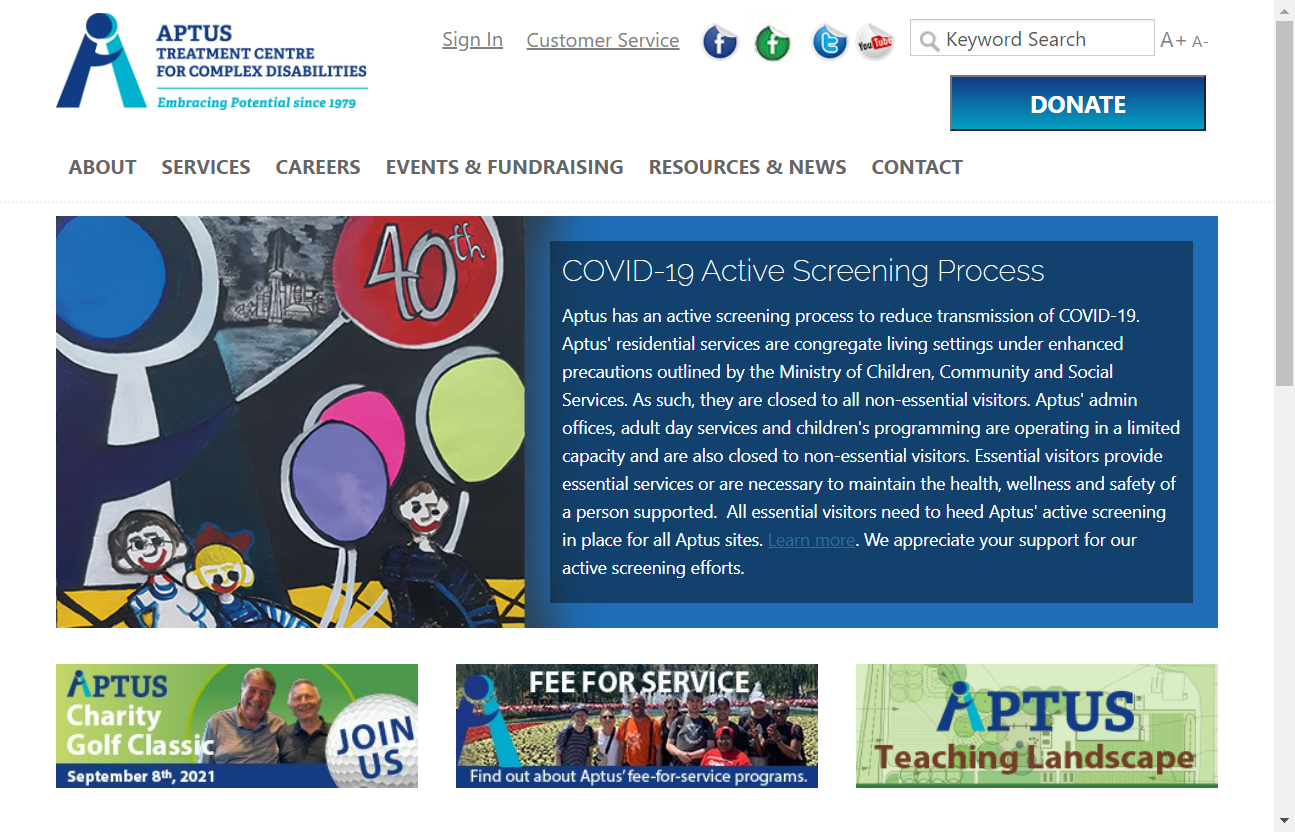 APTUS
TREATMENT CENTRE
FOR COMPLEX DISABILITIES
Embracing Potential since 1979
Sign In
Customer Service
f
f
t
You Tube
Keyword Search
A+ A-
DONATE
ABOUT SERVICES CAREERS EVENTS & FUNDRAISING RESOURCES & NEWS CONTACT
40th
COVID-19 Active Screening Process
Aptus has an active screening process to reduce transmission of COVID-19.
Aptus' residential services are congregate living settings under enhanced
precautions outlined by the Ministry of Children, Community and Social
Services. As such, they are closed to all non-essential visitors. Aptus' admin
offices, adult day services and children's programming are operating in a limited
capacity and are also closed to non-essential visitors. Essential visitors provide
essential services or are necessary to maintain the health, wellness and safety of
a person supported.  All essential visitors need to heed Aptus' active screening
in place for all Aptus sites. Learn more. We appreciate your support for our
active screening efforts.
APTUS
Charity
Golf Classic
September 8th, 2021
JOIN
US
FEE FOR SERVICE
Find out about Aptus' fee-for-service programs.
APTUS
Teaching Landscape